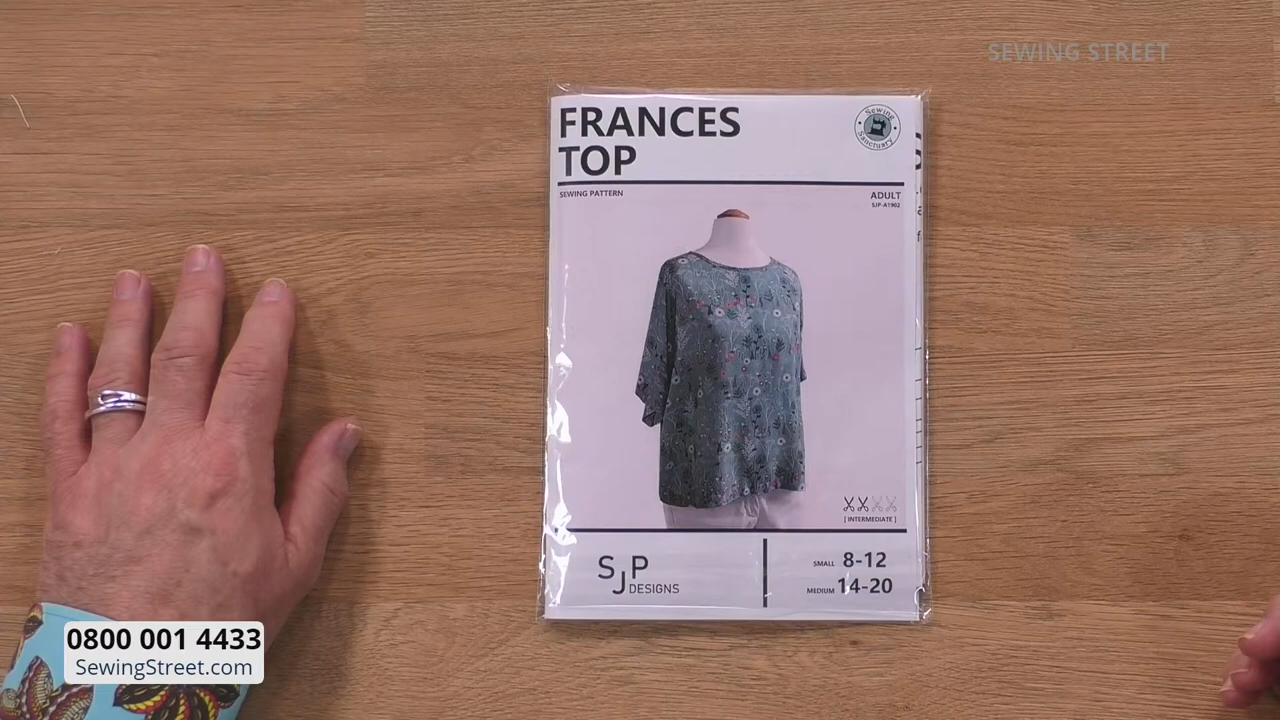 SEWING STREET
FRANCES
TOP
Sewing
Sanctuary
SEWING PATTERN
ADULT
SJP-A1902
[ INTERMEDIATE ]
SJP
DESIGNS
SMALL 8-12
MEDIUM 14-20
0800 001 4433
SewingStreet.com